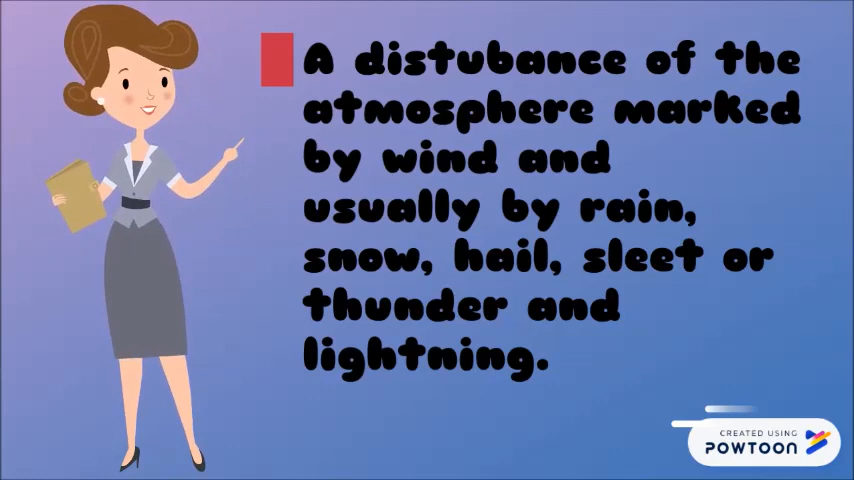 A distubance of the
atmosphere marked
by wind and
usually by rain,
snow, hail, sleet or
thunder and
lightning.
CREATED USING
POWTOON